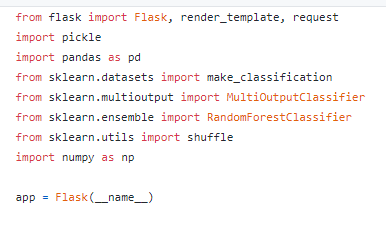 from flask import Flask, render_template, request
import pickle
import pandas as pd
from sklearn.datasets import make_classification
from sklearn.multioutput import MultiOutputClassifier
from sklearn.ensemble import RandomForestClassifier
from sklearn.utils import shuffle
import numpy as np
app = Flask(__name__)